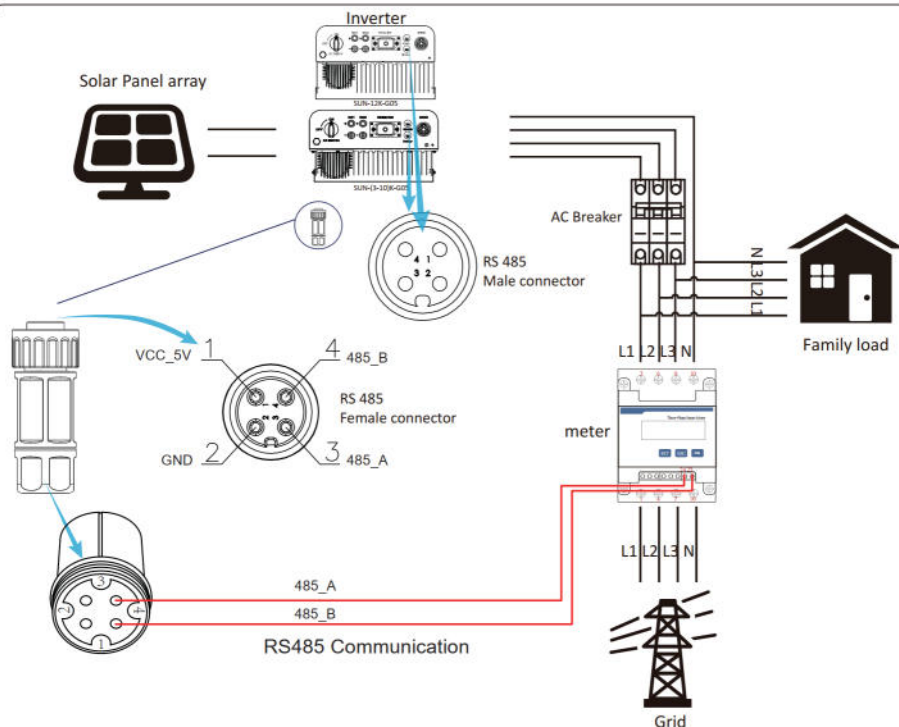 Inverter
Solar Panel array
SUN-12K-G05
SUN-(3-10)K-G05
AC Breaker
4 1
3 2
RS 485
Male connector
N
L3
L2
L1
Family load
VCC_5V 1
4 485_B
RS 485
Female connector
GND 2
3 485_A
L1 L2 L3 N
meter
L1 L2 L3 N
3
2
4
1
485_A
485_B
RS485 Communication
Grid